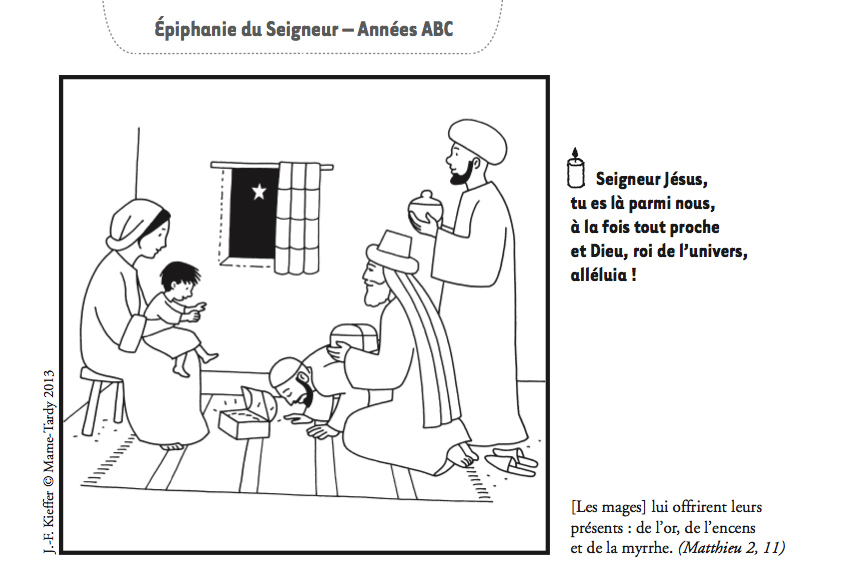 Épiphanie du Seigneur – Années ABC
Seigneur Jésus,
tu es là parmi nous,
à la fois tout proche
et Dieu, roi de l'univers,
alléluia !
J.-F. Kieffer © Mame-Tardy 2013
[Les mages] lui offrirent leurs
présents : de l'or, de l'encens
et de la myrrhe. (Matthieu 2, 11)